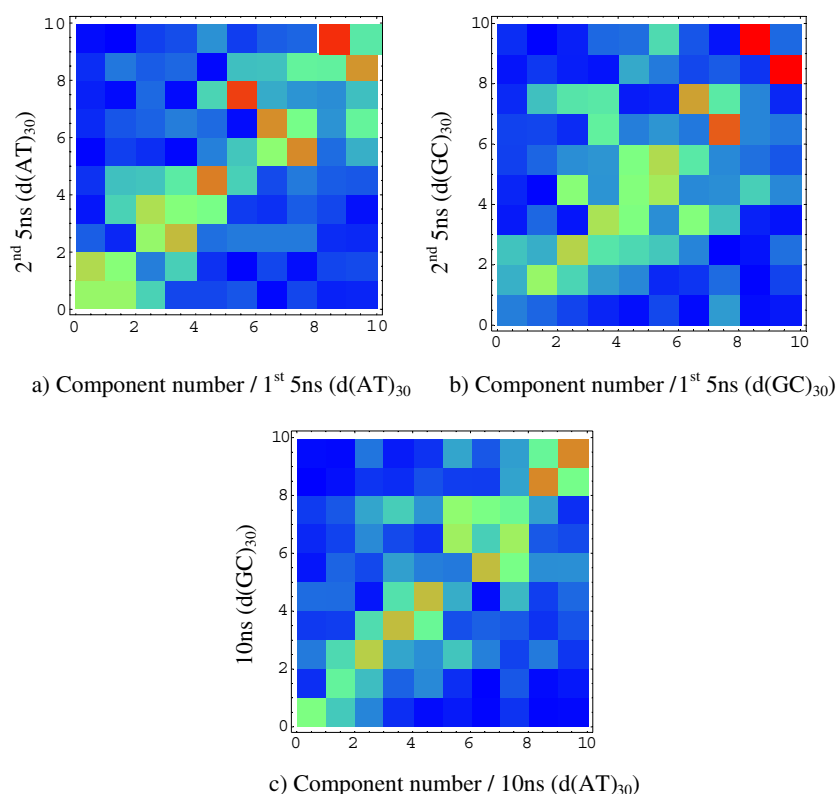 10
8
6
4
2
0
0 2 4 6 8 10
2nd 5ns (d(AT)30)
a) Component number / 1st 5ns (d(AT)30
10
8
6
4
2
0
0 2 4 6 8 10
2nd 5ns (d(GC)30)
b) Component number /1st 5ns (d(GC)30)
10
8
6
4
2
0
0 2 4 6 8 10
10ns (d(GC)30)
c) Component number / 10ns (d(AT)30)